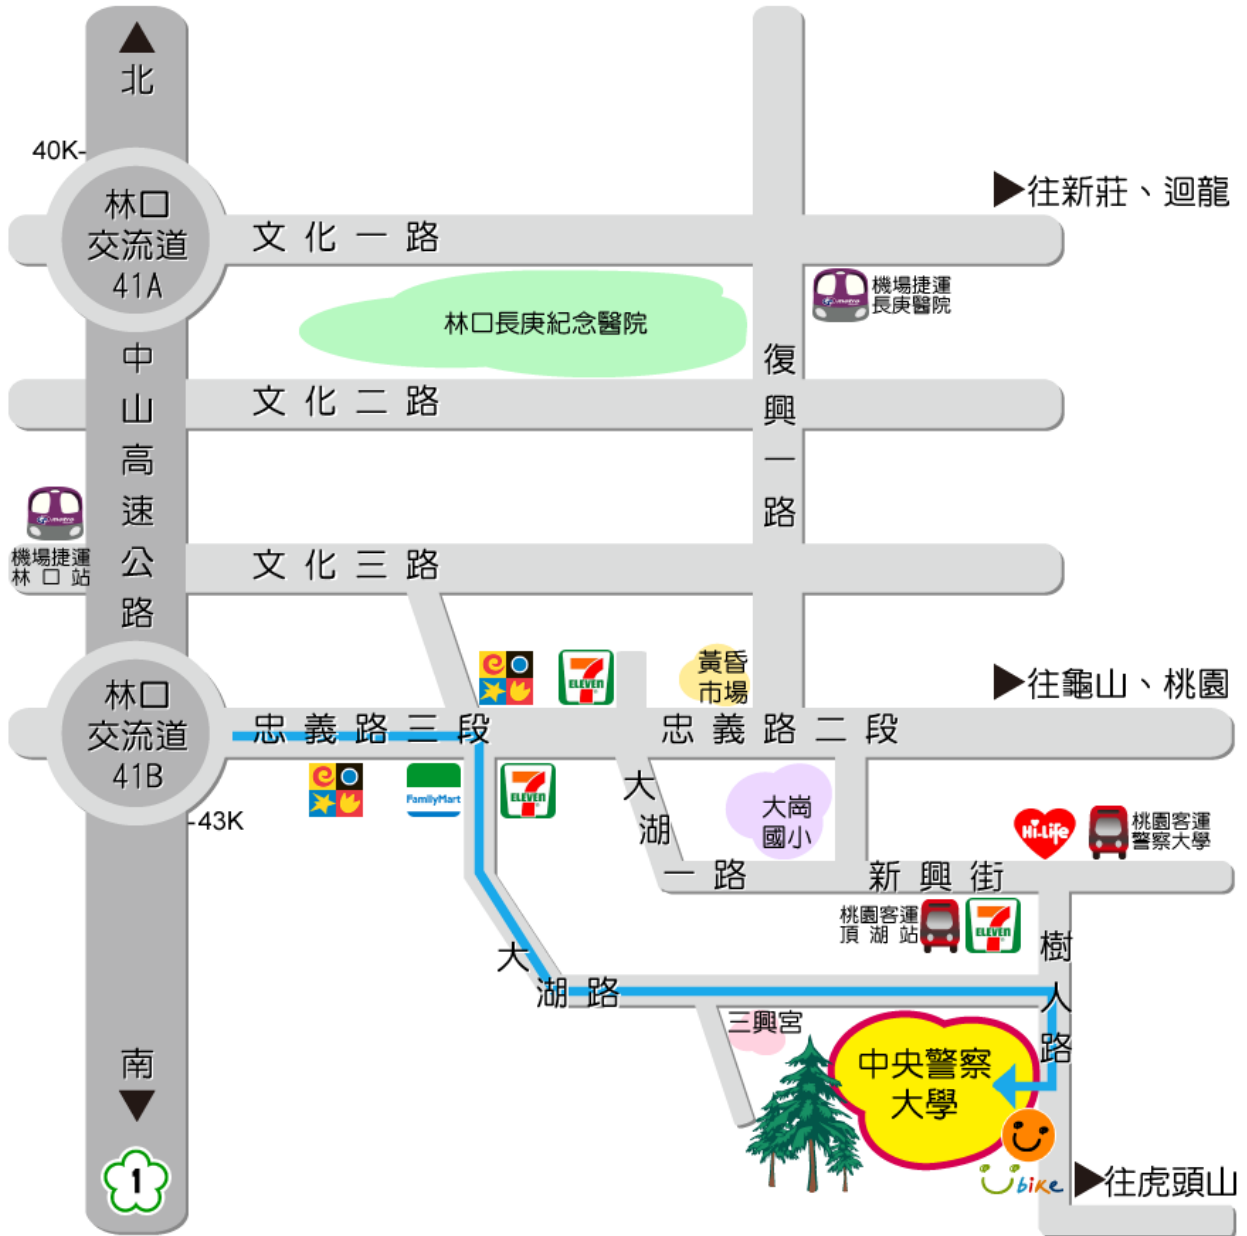 北
40K-
林口
交流道
41A
文化一路
往新莊、迴龍
機場捷運
長庚醫院
林口長庚紀念醫院
復興一路
文化二路
中山高速公路
機場捷運
林口站
文化三路
黃昏
市場
ELEVEN
往龜山、桃園
林口
交流道
41B
忠義路三段
忠義路二段
FamilyMart
ELEVEN
-43K
大湖一路
大崗
國小
Hi-Life
桃園客運
警察大學
新興街
桃園客運
頂湖站
ELEVEN
樹人路
大湖路
三興宮
中央警察
大學
南
1
Ubike
往虎頭山